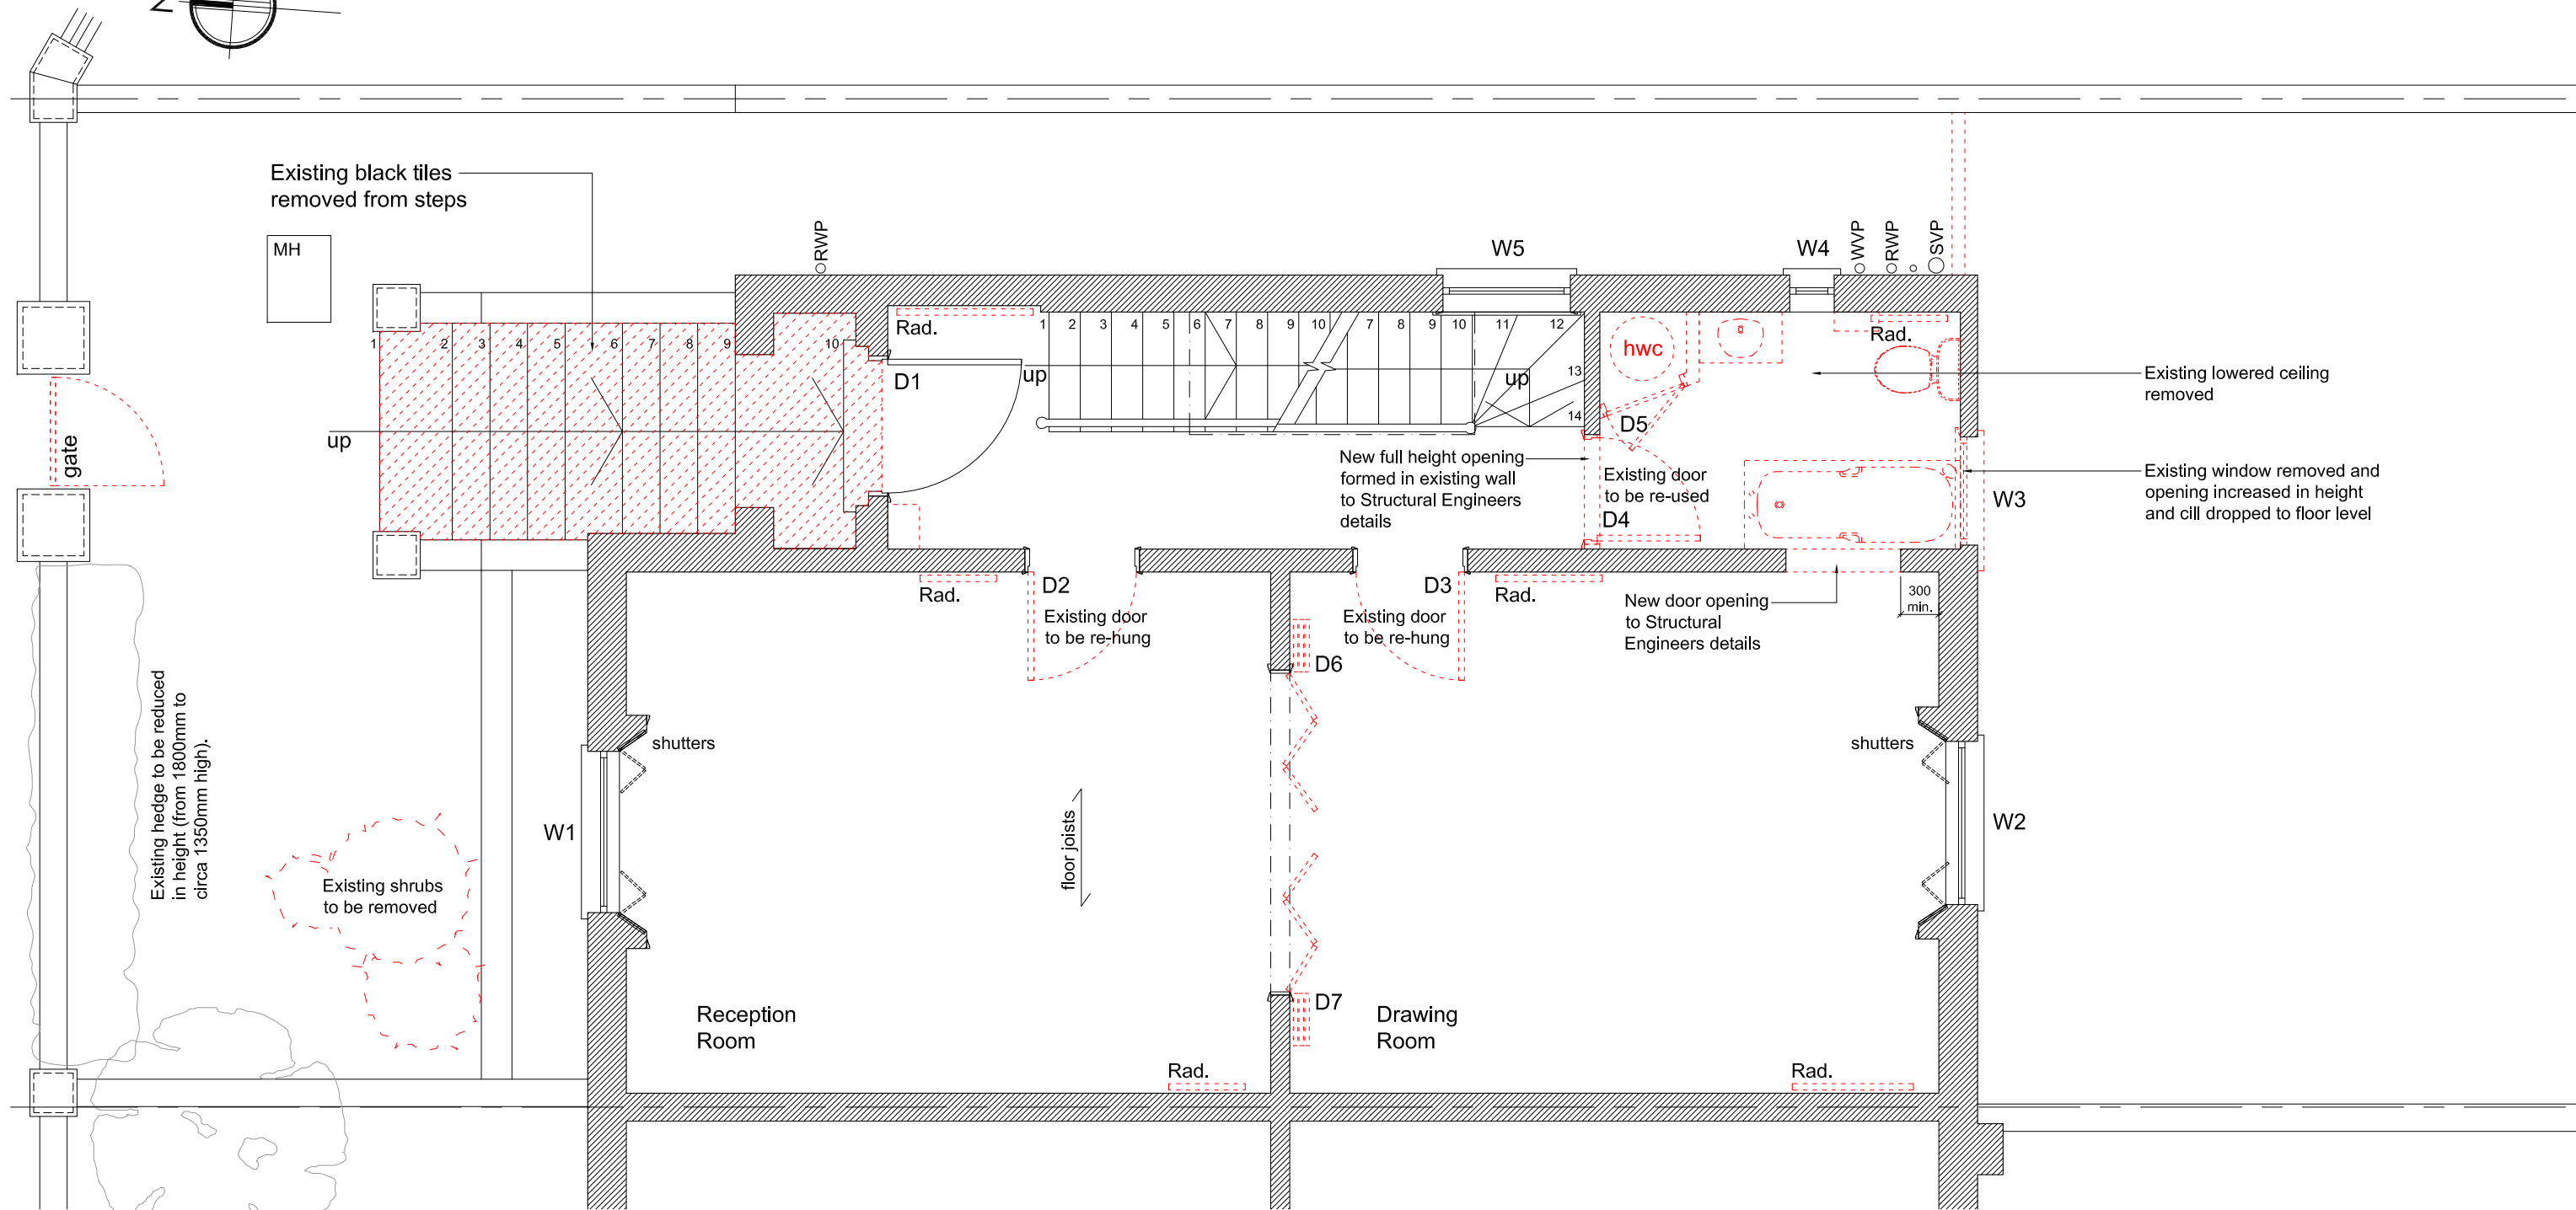 Z
Existing black tiles
removed from steps
MH
RWP
W5
W4
WVP
RWP
SVP
Rad.
1 2 3 4 5 6 7 8 9 10 7 8 9 10 11 12
13
14
Rad.
hwc
1 2 3 4 5 6 7 8 9 10
D1
up
up
Existing lowered ceiling
removed
D5
up
gate
New full height opening
formed in existing wall
to Structural Engineers
details
Existing door
to be re-used
D4
Existing window removed and
opening increased in height
and cill dropped to floor level
W3
Rad.
D2
Existing door
to be re-hung
D3
Existing door
to be re-hung
Rad.
New door opening
to Structural
Engineers details
300
min.
D6
Existing hedge to be reduced
in height (from 1800mm to
circa 1350mm high).
shutters
shutters
W1
floor joists
W2
Existing shrubs
to be removed
D7
Reception
Room
Drawing
Room
Rad.
Rad.